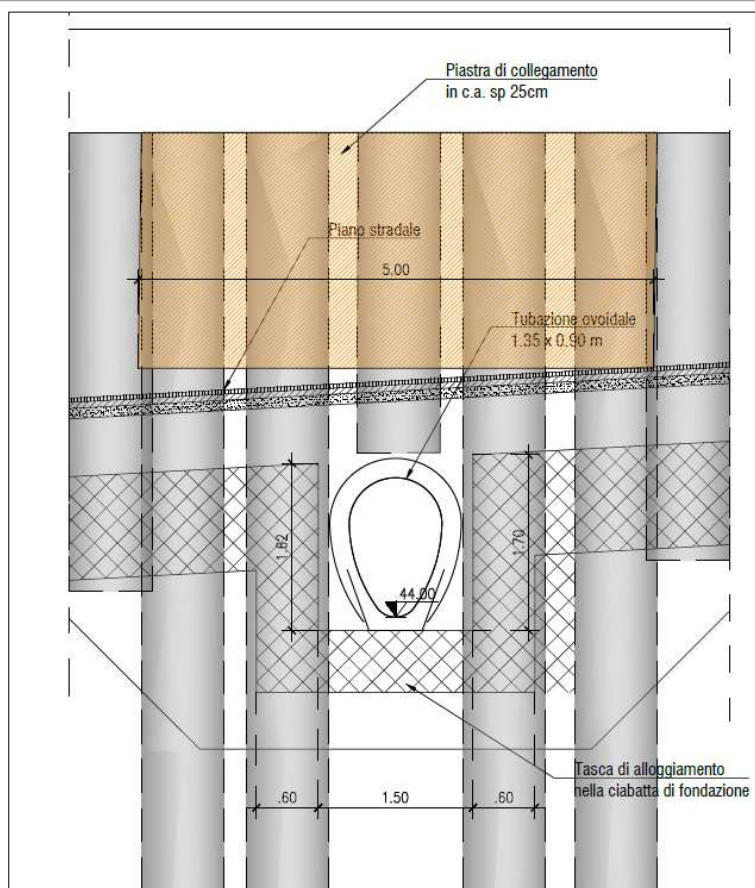 Piastra di collegamento
in c.a. sp 25cm
Piano stradale
5.00
Tubazione ovoidale
1.35 x 0.90 m
1.82
1.70
44.00
Tasca di alloggiamento
nella ciabatta di fondazione
.60
1.50
.60